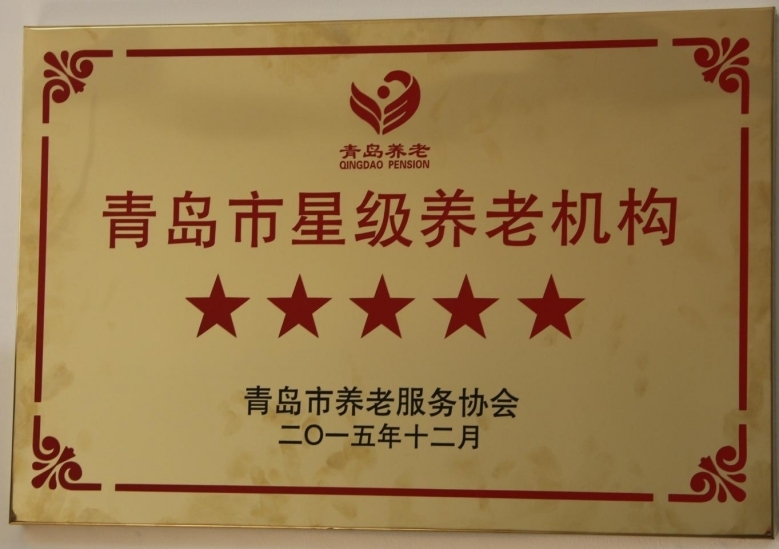 青岛养老
QINGDAO PENSION
青岛市星级养老机构
青岛市养老服务协会
二〇一五年十二月